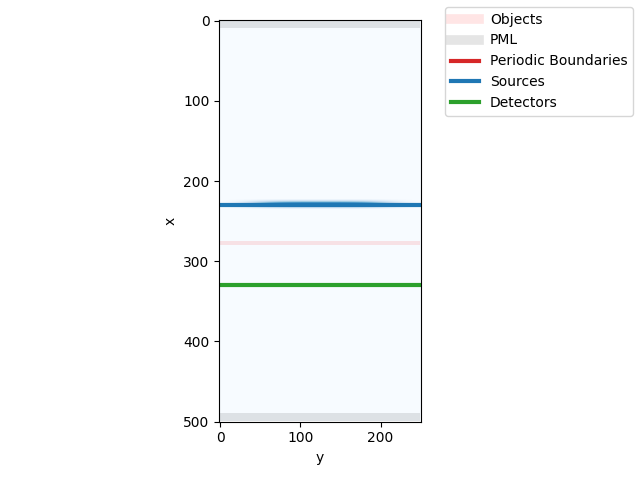 Objects
PML
Periodic Boundaries
Sources
Detectors
0
100
200
300
400
500
x
0
100
200
y